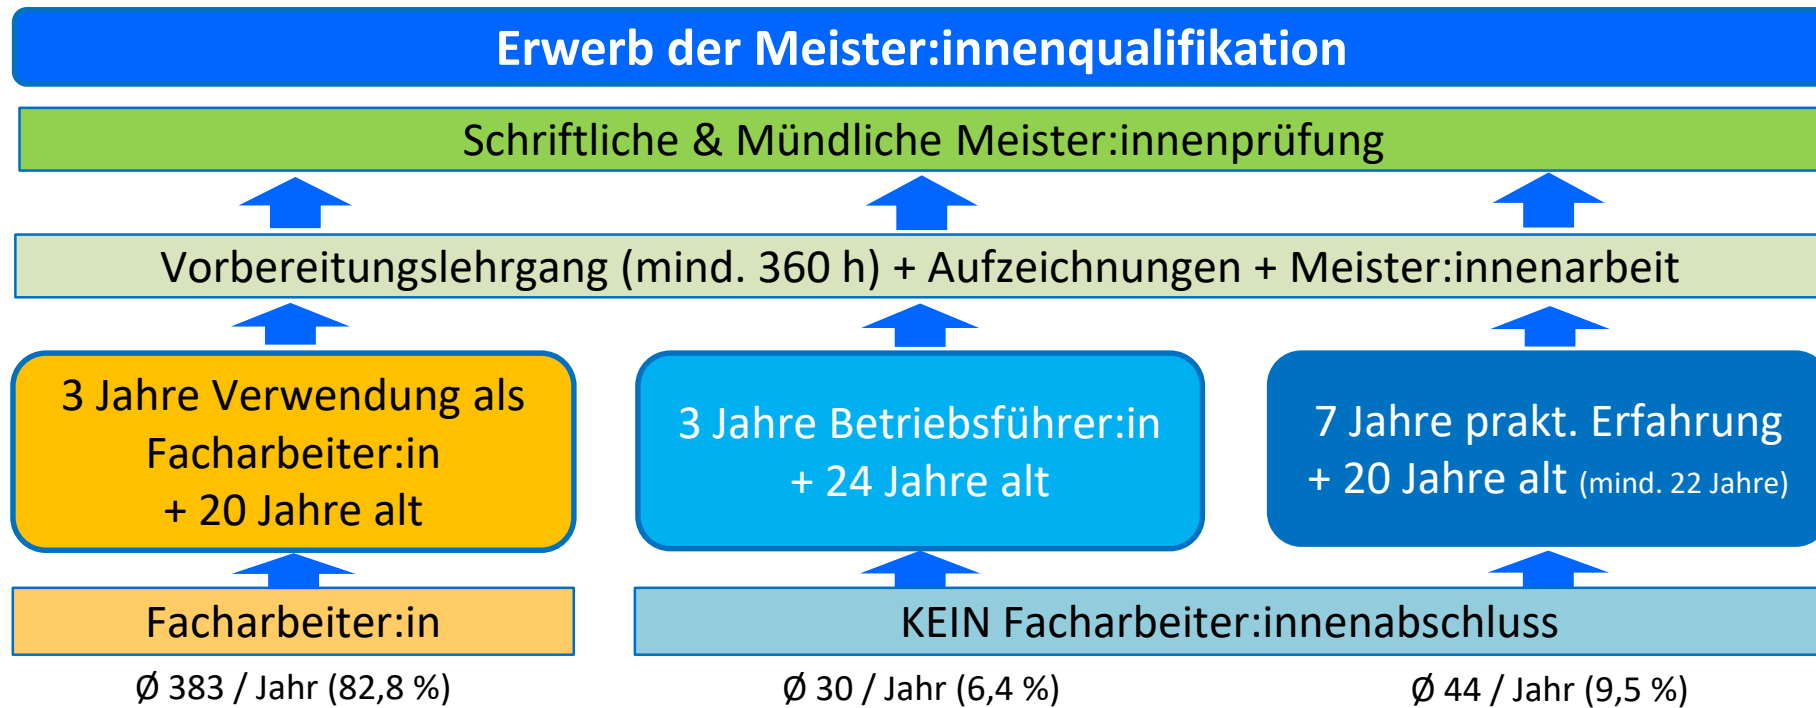 Erwerb der Meister:innenqualifikation
Schriftliche & Mündliche Meister:innenprüfung
Vorbereitungslehrgang (mind. 360 h) + Aufzeichnungen + Meister:innenarbeit
3 Jahre Verwendung als
Facharbeiter:in
+ 20 Jahre alt
3 Jahre Betriebsführer:in
+ 24 Jahre alt
7 Jahre prakt. Erfahrung
+ 20 Jahre alt (mind. 22 Jahre)
Facharbeiter:in
KEIN Facharbeiter:innenabschluss
Ø 383 / Jahr (82,8 %)
Ø 30 / Jahr (6,4 %)
Ø 44 / Jahr (9,5 %)